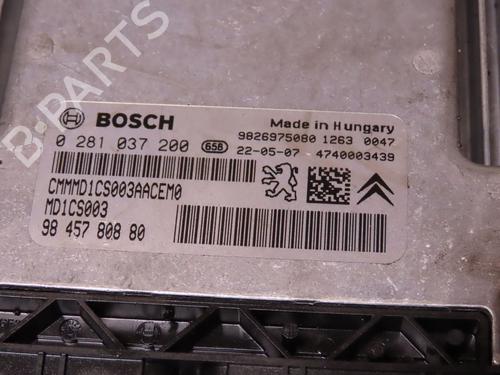 B-PARTS
BOSCH
Made in Hungary
0 281 037 200 656
9826975080 1263 0047
22-05-07 - 4740003439
CMMMD1CS003AACEM0
MD1CS003
98 457 808 80